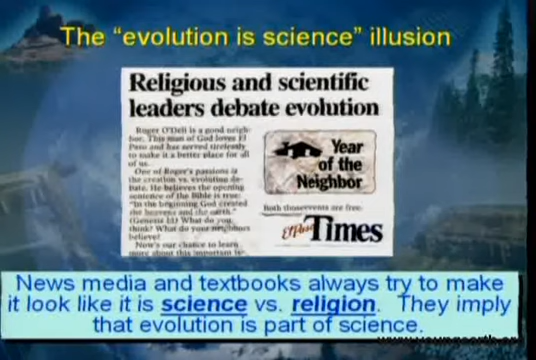 The "evolution is science" illusion
Religious and scientific
leaders debate evolution
Roger O'Dell is a good neigh-
bor. This man of God loves El
Paso and has served tirelessly
to make it a better place for all
of us.
One of Roger's passions is
the creation vs. evolution de-
bate. He believes the opening
sentence of the Bible is true:
"In the beginning God created
the heavens and the earth."
(Genesis 1:1) What do you
think? What do your neighbors
believe?
Now's our chance to learn
more about this important
Year
of the
Neighbor
Both events are free.
El Paso Times
News media and textbooks always try to make
it look like it is science vs. religion. They imply
that evolution is part of science.